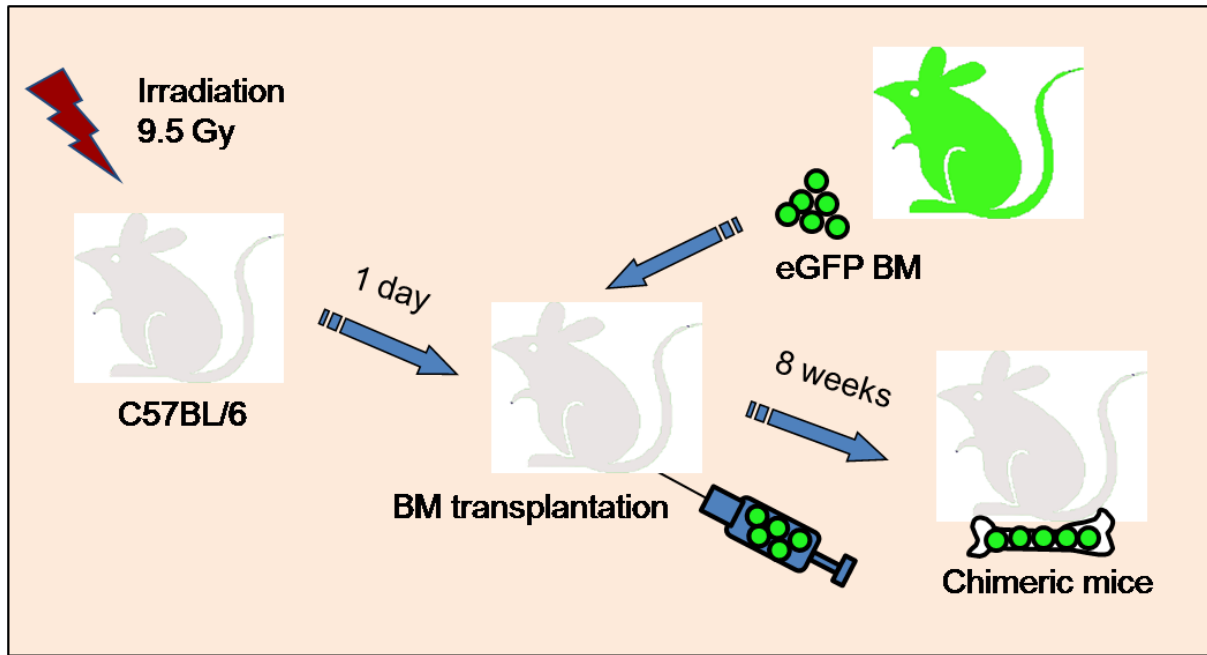 Irradiation
9.5 Gy
C57BL/6
1 day
eGFP BM
BM transplantation
8 weeks
Chimeric mice